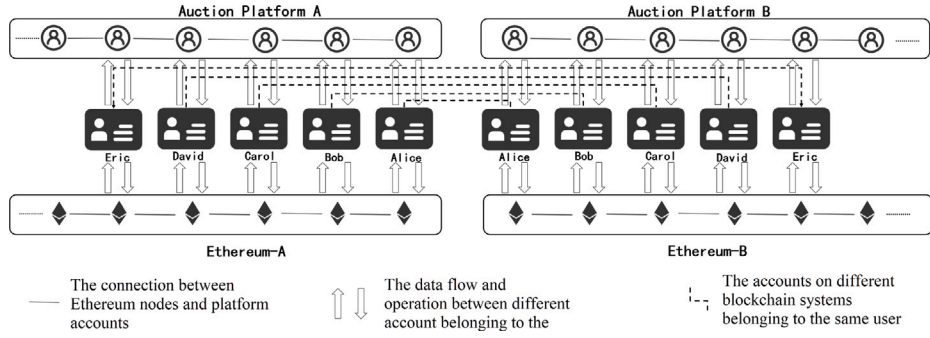 Auction Platform A
Auction Platform B
Eric
David
Carol
Bob
Alice
Alice
Bob
Carol
David
Eric
Ethereum-A
Ethereum-B
The connection between
Ethereum nodes and platform
accounts
The data flow and
operation between different
account belonging to the
The accounts on different
blockchain systems
belonging to the same user